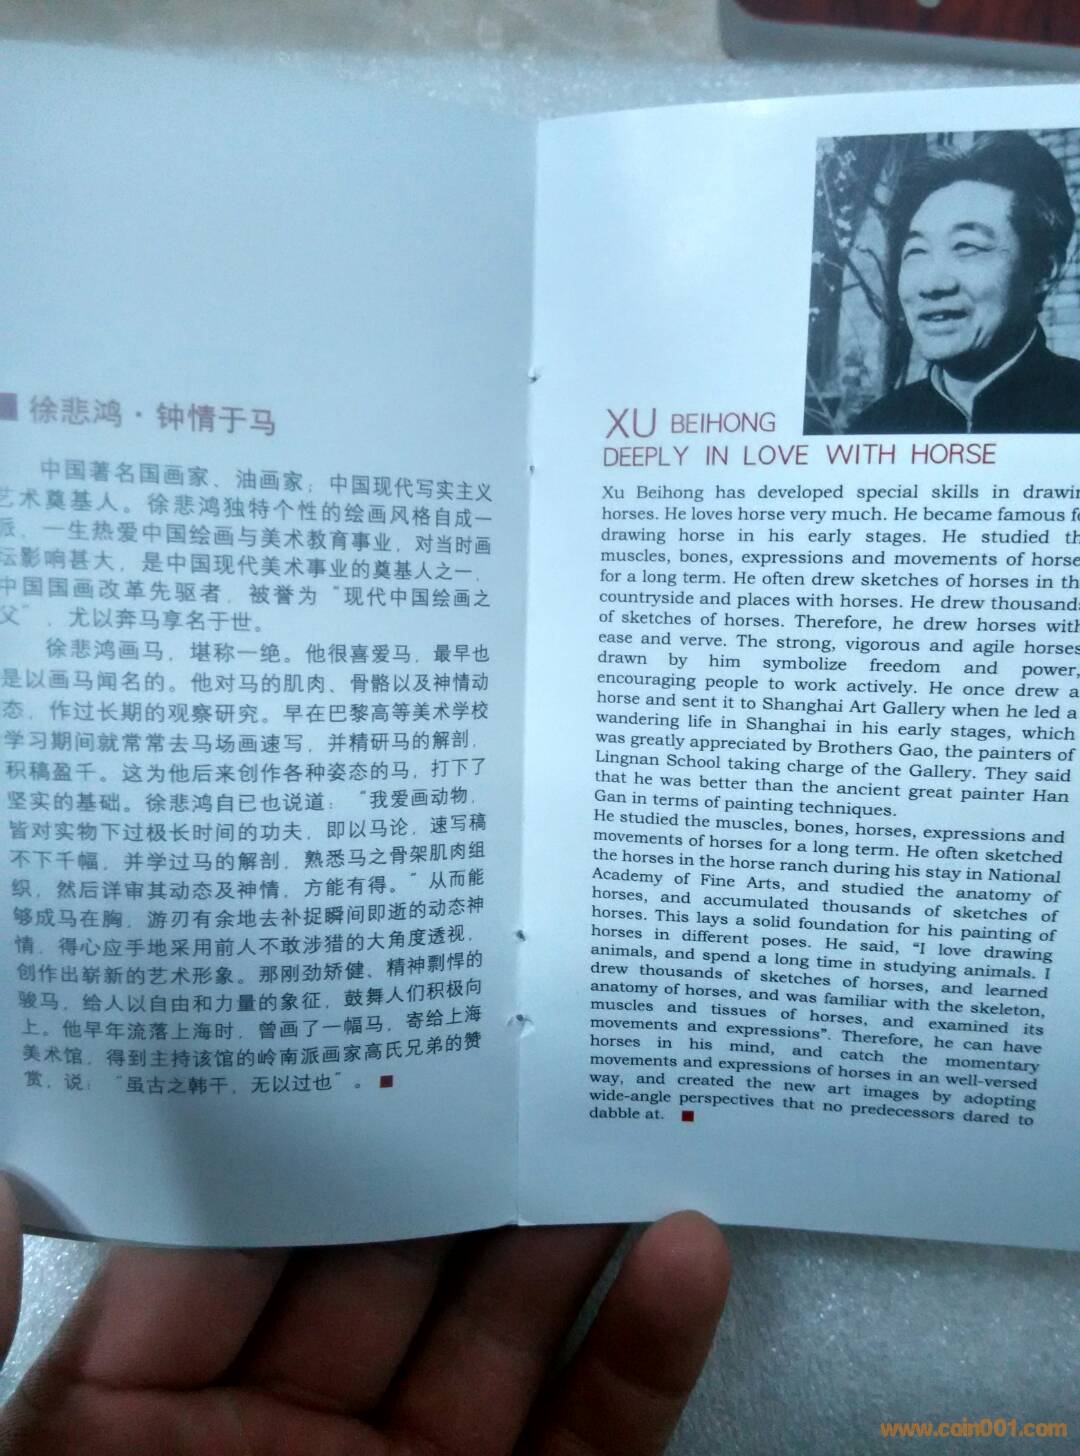 徐悲鸿·钟情于马
中国著名国画家、油画家；中国现代写实主义
艺术奠基人。徐悲鸿独特个性的绘画风格自成一
派，一生热爱中国绘画与美术教育事业，对当时画
坛影响甚大，是中国现代美术事业的奠基人之一，
中国国画改革先驱者，被誉为“现代中国绘画之
父”，尤以奔马享名于世。
徐悲鸿画马，堪称一绝。他很喜爱马，最早也
是以画马闻名的。他对马的肌肉、骨骼以及神情动
态，作过长期的观察研究。早在巴黎高等美术学校
学习期间就常常去马场画速写，并精研马的解剖，
积稿盈千。这为他后来创作各种姿态的马，打下了
坚实的基础。徐悲鸿自已也说道：“我爱画动物，
皆对实物下过极长时间的功夫，即以马论，速写稿
不下千幅，并学过马的解剖，熟悉马之骨架肌肉组
织，然后详审其动态及神情，方能有得。”从而能
够成马在胸，游刃有余地去补捉瞬间即逝的动态神
情，得心应手地采用前人不敢涉猎的大角度透视，
创作出崭新的艺术形象。那刚劲矫健、精神剽悍的
骏马，给人以自由和力量的象征，鼓舞人们积极向
上。他早年流落上海时，曾画了一幅马，寄给上海
美术馆，得到主持该馆的岭南派画家高氏兄弟的赞
赏，说：“虽古之韩干，无以过也”。
XU BEIHONG
DEEPLY IN LOVE WITH HORSE
Xu Beihong has developed special skills in drawin
horses. He loves horse very much. He became famous fo
drawing horse in his early stages. He studied th
muscles, bones, expressions and movements of horse
for a long term. He often drew sketches of horses in th
countryside and places with horses. He drew thousands
of sketches of horses. Therefore, he drew horses with
ease and verve. The strong, vigorous and agile horses
drawn by him symbolize freedom and power,
encouraging people to work actively. He once drew a
horse and sent it to Shanghai Art Gallery when he led a
wandering life in Shanghai in his early stages, which
was greatly appreciated by Brothers Gao, the painters of
Lingnan School taking charge of the Gallery. They said
that he was better than the ancient great painter Han
Gan in terms of painting techniques.
He studied the muscles, bones, horses, expressions and
movements of horses for a long term. He often sketched
the horses in the horse ranch during his stay in National
Academy of Fine Arts, and studied the anatomy of
horses, and accumulated thousands of sketches of
horses. This lays a solid foundation for his painting of
horses in different poses. He said, “I love drawing
animals, and spend a long time in studying animals. I
drew thousands of sketches of horses, and learned
anatomy of horses, and was familiar with the skeleton,
muscles and tissues of horses, and examined its
movements and expressions”. Therefore, he can have
horses in his mind, and catch the momentary
movements and expressions of horses in an well-versed
way, and created the new art images by adopting
wide-angle perspectives that no predecessors dared to
dabble at.
www.coin001.com